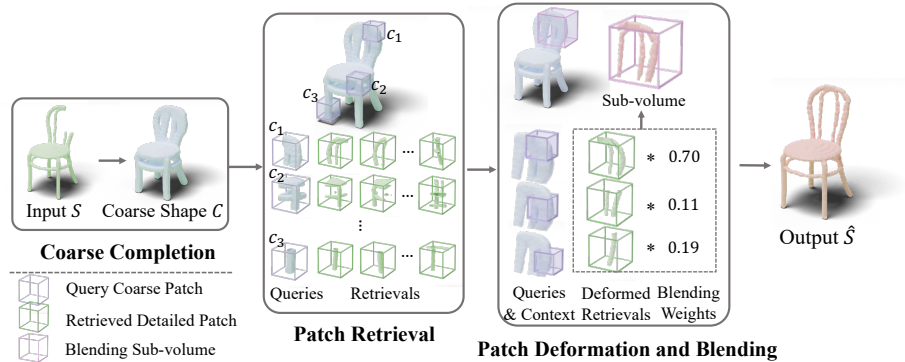 Input S
Coarse Shape C
Coarse Completion
Query Coarse Patch
Retrieved Detailed Patch
Blending Sub-volume
c₁
c₂
c₃
c₁
...
c₂
...
⋮
c₃
...
Queries
Retrievals
Patch Retrieval
Sub-volume
* 0.70
* 0.11
* 0.19
Queries
& Context
Deformed
Retrievals
Blending
Weights
Patch Deformation and Blending
Output Ŝ